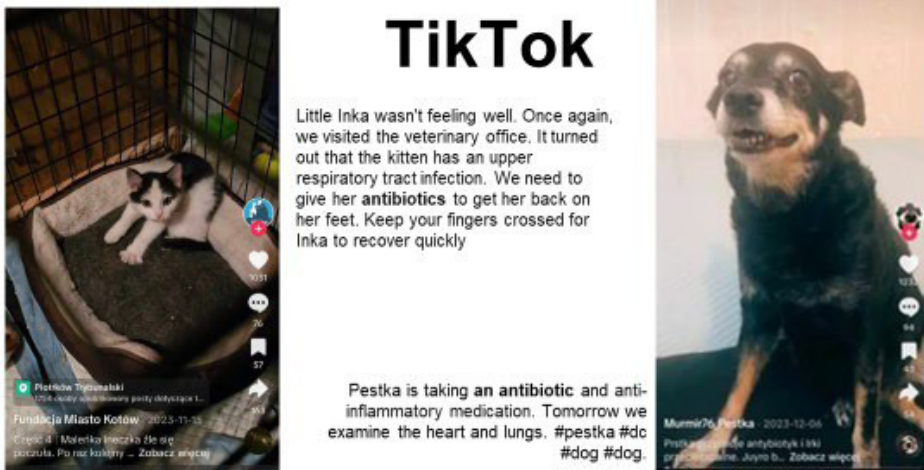 TikTok
Little Inka wasn't feeling well. Once again,
we visited the veterinary office. It turned
out that the kitten has an upper
respiratory tract infection. We need to
give her antibiotics to get her back on
her feet. Keep your fingers crossed for
Inka to recover quickly
1031
76
57
Piotrków Trybunalski
Fundacja Miasto Kotów · 2023-11-15
Część 4 | Maleńka Ineczka źle się
poczuła. Po raz kolejny ... Zobacz więcej
Pestka is taking an antibiotic and anti-
inflammatory medication. Tomorrow we
examine the heart and lungs. #pestka #dc
#dog #dog.
94
Murmir76_Pestka · 2023-12-06
antybiotyk i
Zobacz więcej